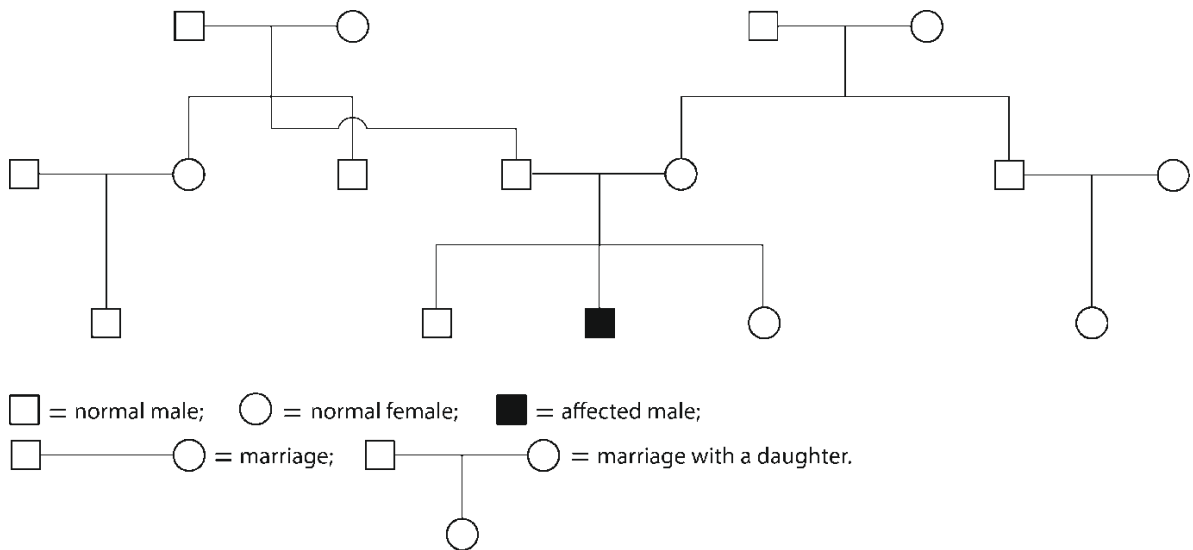 = normal male; = normal female; = affected male;
= marriage; = marriage with a daughter.